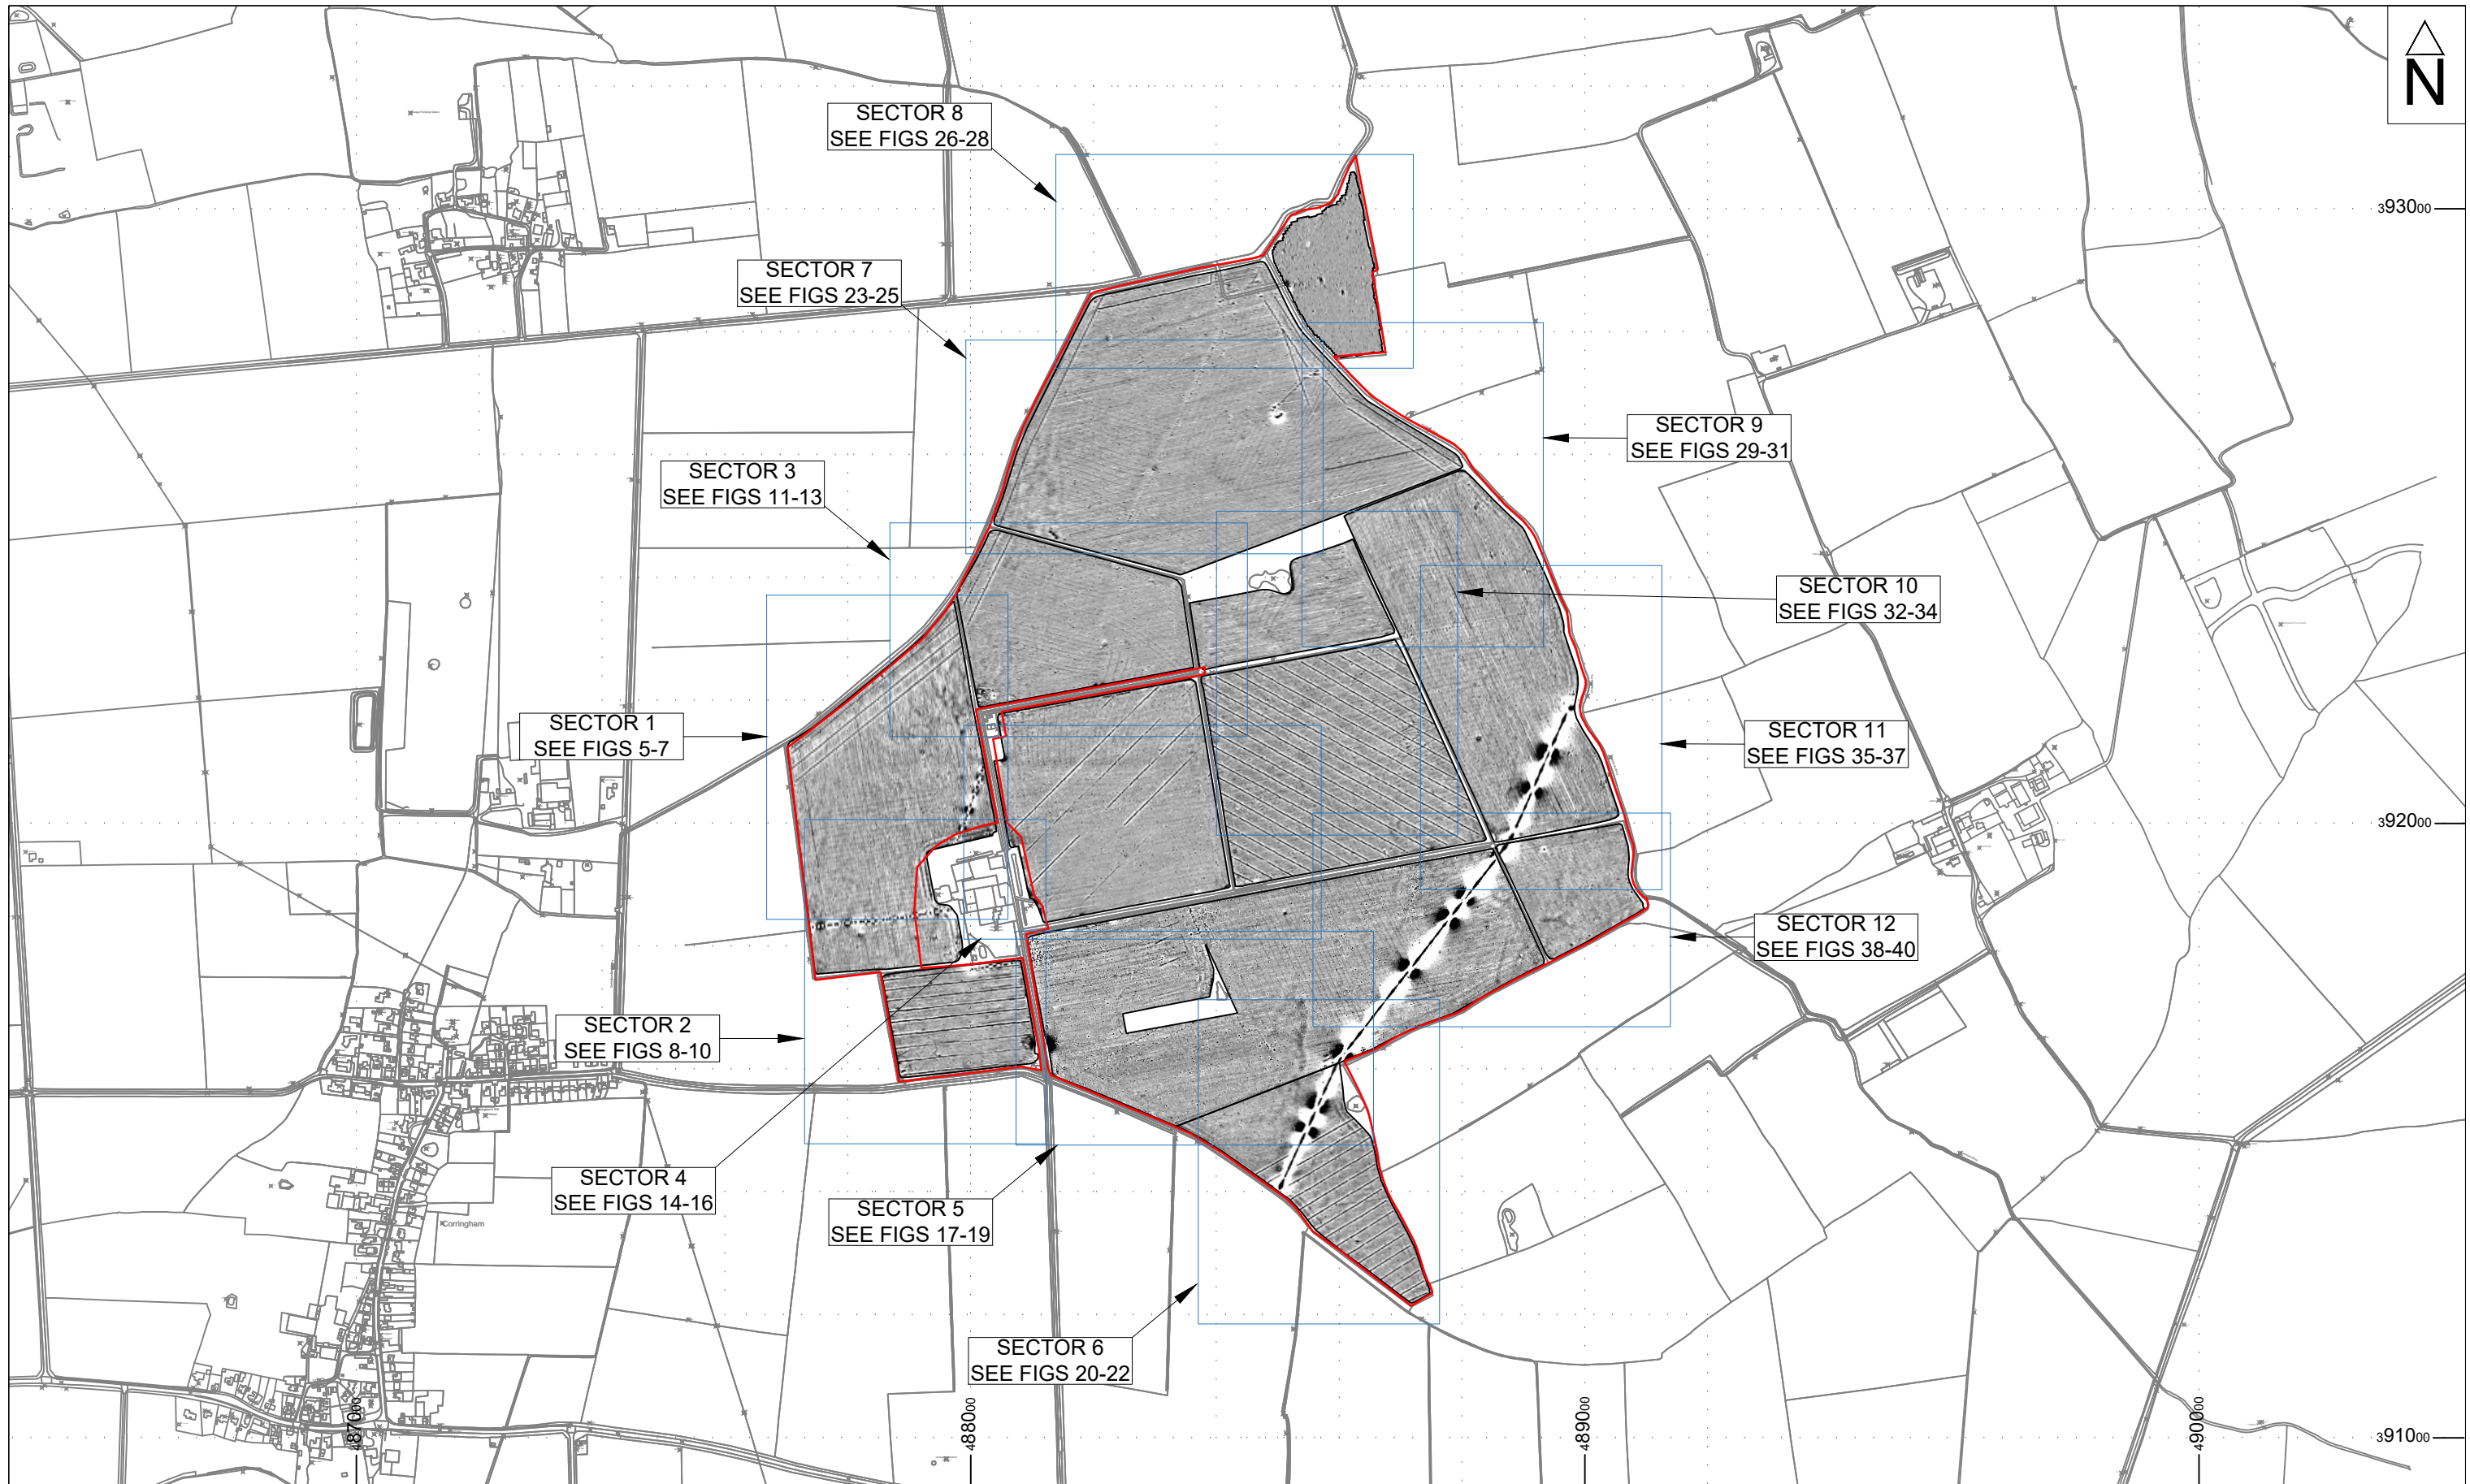 N
SECTOR 8
SEE FIGS 26-28
393000
SECTOR 7
SEE FIGS 23-25
SECTOR 9
SEE FIGS 29-31
SECTOR 3
SEE FIGS 11-13
SECTOR 10
SEE FIGS 32-34
SECTOR 1
SEE FIGS 5-7
SECTOR 11
SEE FIGS 35-37
392000
SECTOR 12
SEE FIGS 38-40
SECTOR 2
SEE FIGS 8-10
SECTOR 4
SEE FIGS 14-16
SECTOR 5
SEE FIGS 17-19
Corringham
SECTOR 6
SEE FIGS 20-22
487000
488000
489000
490000
391000